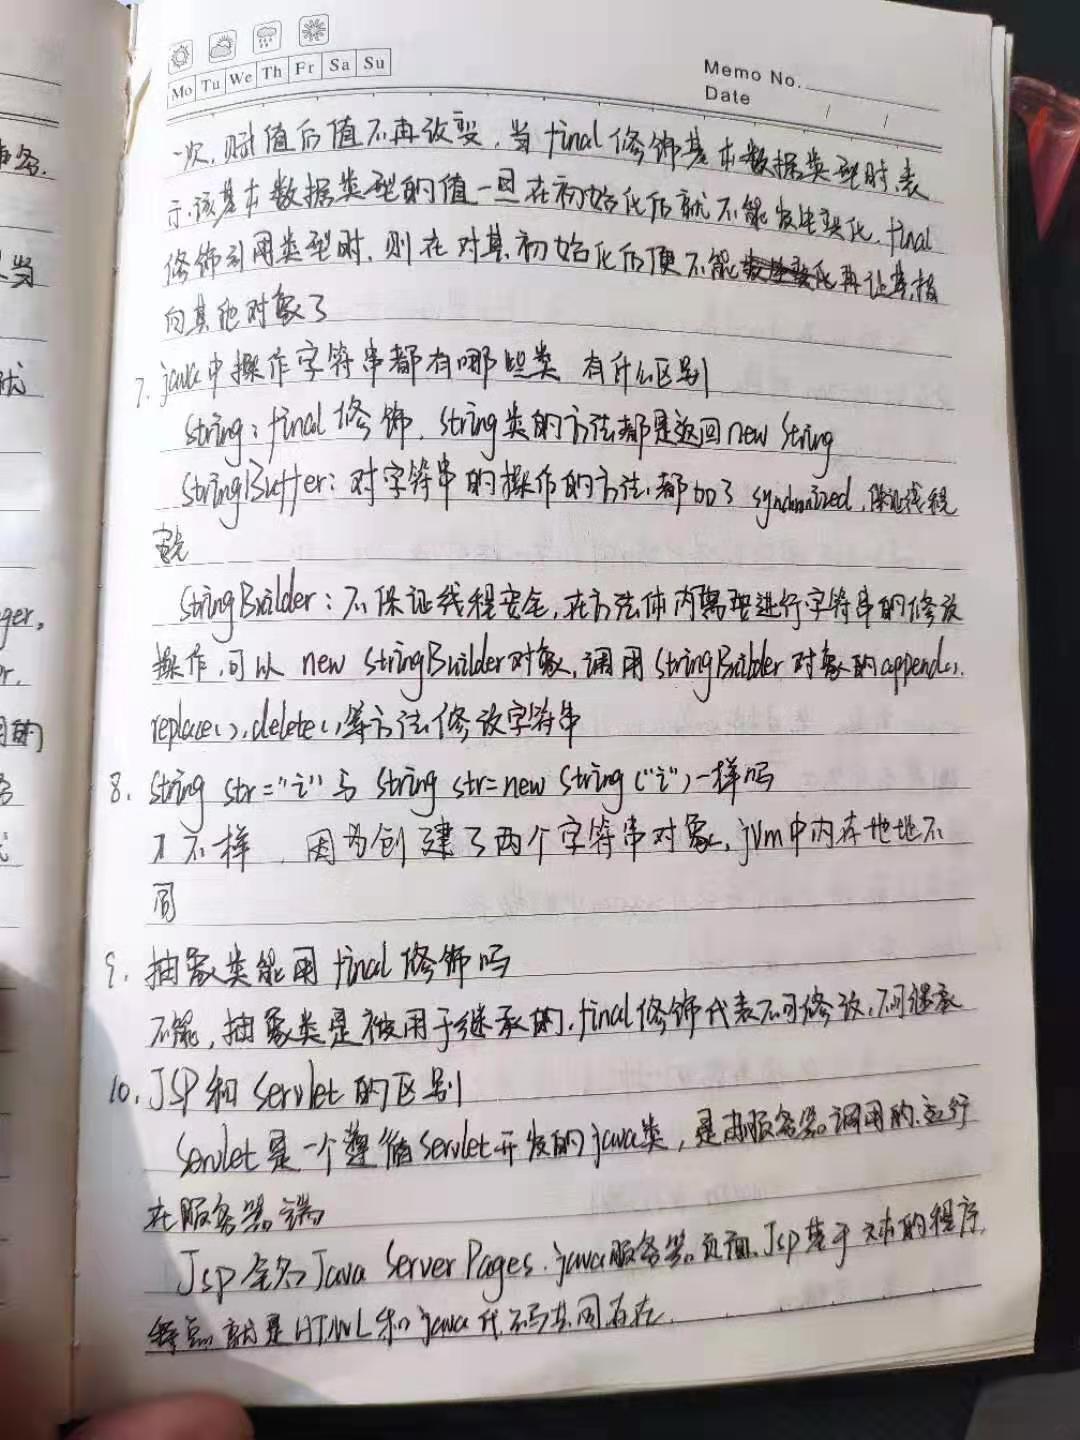 Mo Tu We Th Fr Sa Su
Memo No.
Date
一次，赋值后值不再改变，当final修饰基本数据类型时，表
示该基本数据类型的值一旦在初始化后就不能发生变化，final
修饰引用类型时，则在对其初始化后便不能再让其指
向其他对象了
7. java中操作字符串都有哪些类 有什么区别
String：final修饰，String类的方法都是返回new String
StringBuffer：对字符串的操作的方法，都加了synchronized，保证线程
安全
StringBuilder：不保证线程安全，在方法体内需要进行字符串的修改
操作，可以 new StringBuilder对象，调用StringBuilder对象的append()、
replace()、delete()等方法修改字符串
8. String str="i"与String str=new String("i")一样吗
不一样，因为创建了两个字符串对象，jvm中内存地址不
同
9. 抽象类能用final修饰吗
不能，抽象类是被用于继承的，final修饰代表不可修改，不可继承
10. JSP和Servlet的区别
Servlet是一个遵循Servlet开发的java类，是由服务器调用的，运行
在服务器端
Jsp全名Java Server Pages，java服务器页面，Jsp基于文本的程序，
特点就是HTML和java代码共同存在，
ger,
r,
用的